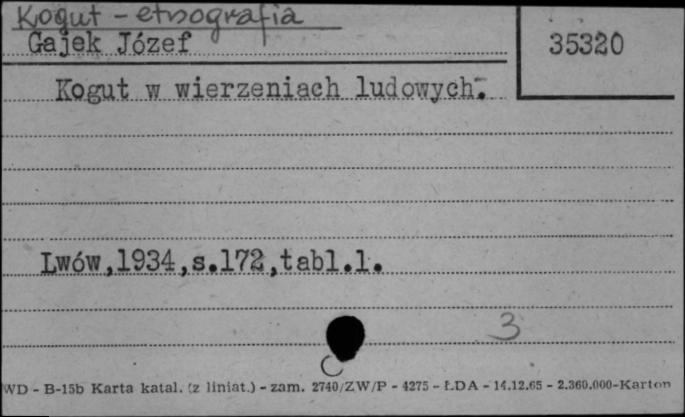 Kogut - etnografia
Gajek Józef
35320
Kogut w wierzeniach ludowych.
Lwów,1934,s.172,tabl.1.
3
WD - B-15b Karta katal. (z liniat.) - zam. 2740/ZW/P - 4275 - ŁDA - 14.12.65 - 2.360.000-Karton